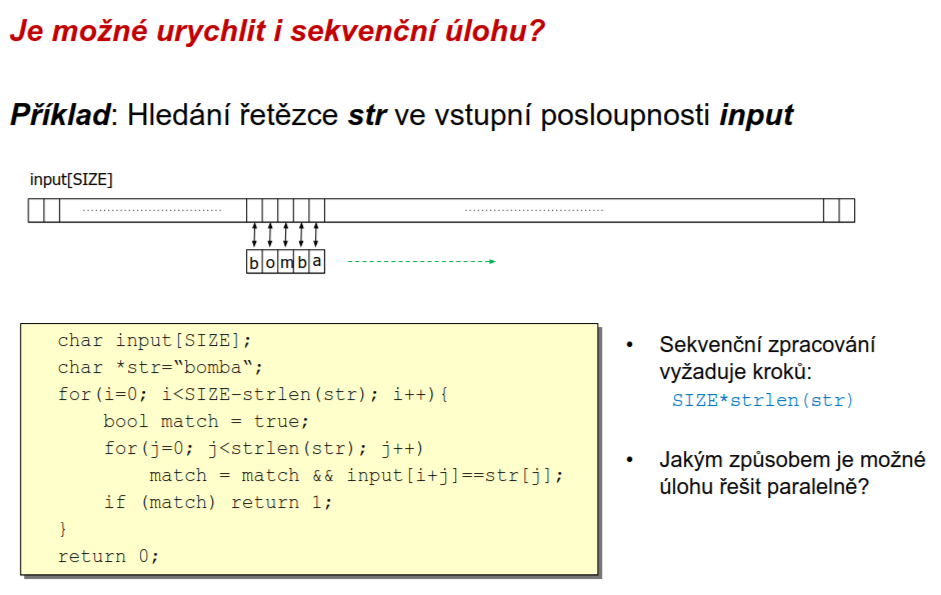 Je možné urychlit i sekvenční úlohu?
Příklad: Hledání řetězce str ve vstupní posloupnosti input
input[SIZE]
b o m b a
char input[SIZE];
char *str=“bomba“;
for(i=0; i<SIZE-strlen(str); i++){
bool match = true;
for(j=0; j<strlen(str); j++)
match = match && input[i+j]==str[j];
if (match) return 1;
}
return 0;
• Sekvenční zpracování
vyžaduje kroků:
SIZE*strlen(str)
• Jakým způsobem je možné
úlohu řešit paralelně?